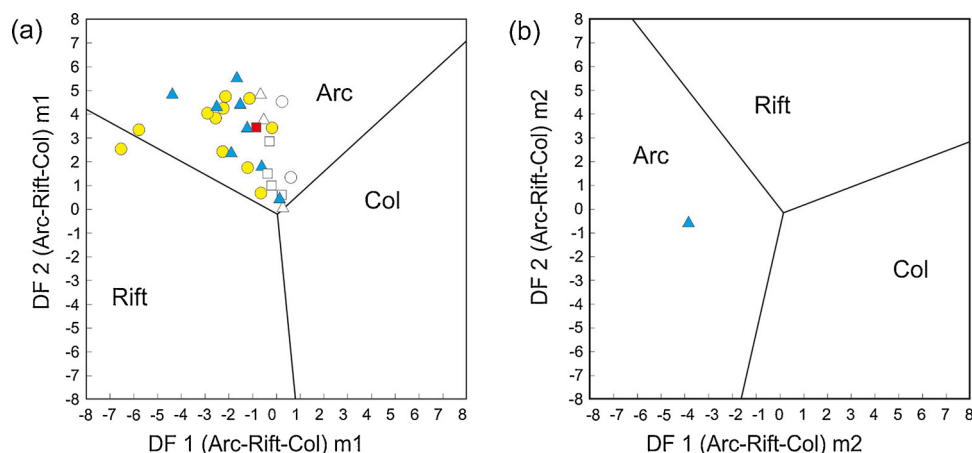 (a)
8
7
6
5
4
3
2
1
0
-1
-2
-3
-4
-5
-6
-7
-8
DF 2 (Arc-Rift-Col) m1
Arc
Col
Rift
-8 -7 -6 -5 -4 -3 -2 -1 0 1 2 3 4 5 6 7 8
DF 1 (Arc-Rift-Col) m1
(b)
8
7
6
5
4
3
2
1
0
-1
-2
-3
-4
-5
-6
-7
-8
DF 2 (Arc-Rift-Col) m2
Rift
Arc
Col
-8 -7 -6 -5 -4 -3 -2 -1 0 1 2 3 4 5 6 7 8
DF 1 (Arc-Rift-Col) m2